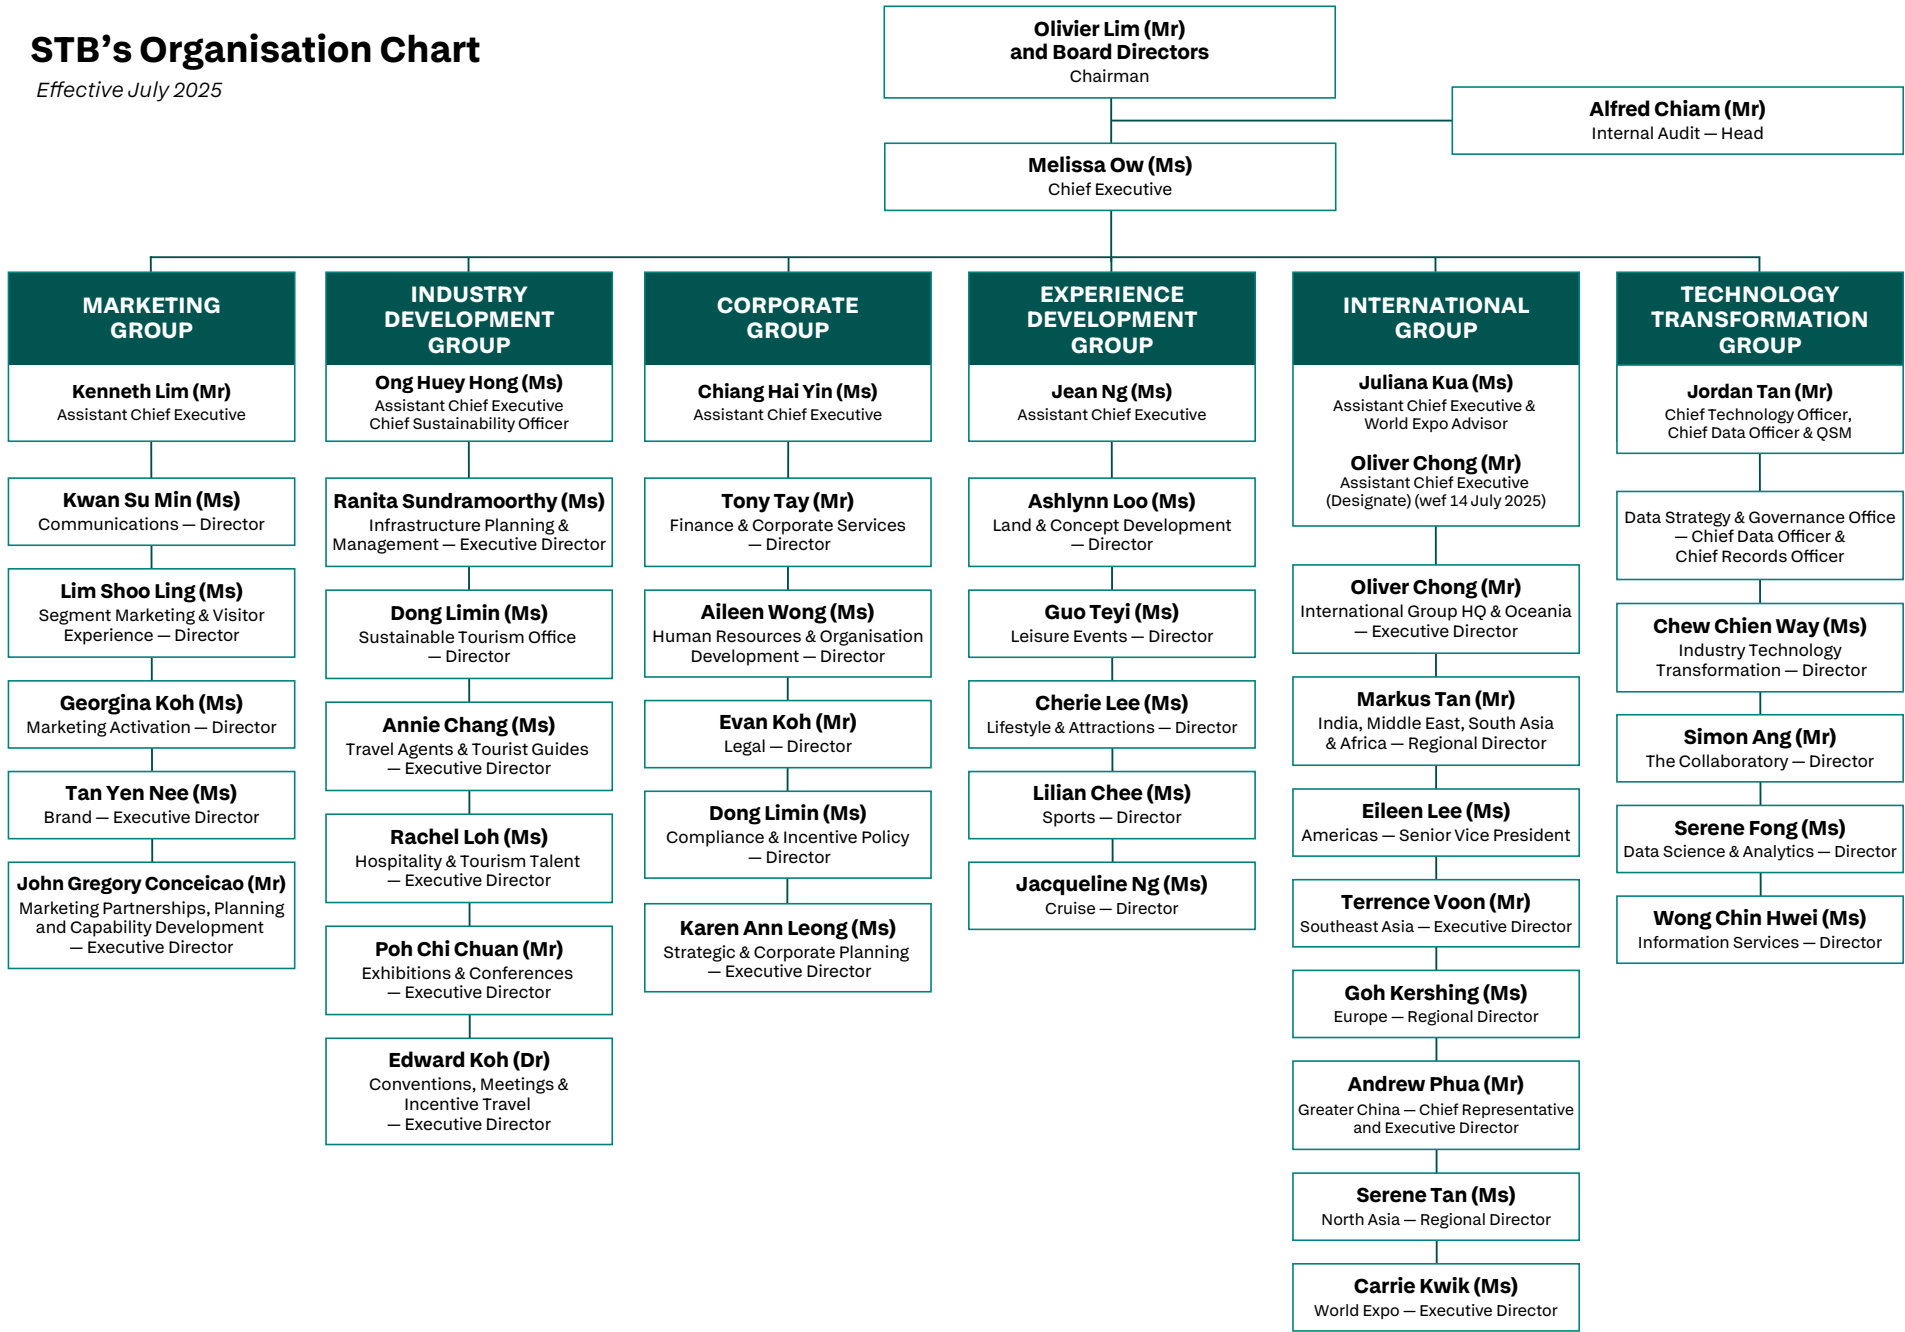 STB’s Organisation Chart
Effective July 2025
Olivier Lim (Mr)
and Board Directors
Chairman
Alfred Chiam (Mr)
Internal Audit — Head
Melissa Ow (Ms)
Chief Executive
MARKETING
GROUP
Kenneth Lim (Mr)
Assistant Chief Executive
Kwan Su Min (Ms)
Communications — Director
Lim Shoo Ling (Ms)
Segment Marketing & Visitor
Experience — Director
Georgina Koh (Ms)
Marketing Activation — Director
Tan Yen Nee (Ms)
Brand — Executive Director
John Gregory Conceicao (Mr)
Marketing Partnerships, Planning
and Capability Development
— Executive Director
INDUSTRY
DEVELOPMENT
GROUP
Ong Huey Hong (Ms)
Assistant Chief Executive
Chief Sustainability Officer
Ranita Sundramoorthy (Ms)
Infrastructure Planning &
Management — Executive Director
Dong Limin (Ms)
Sustainable Tourism Office
— Director
Annie Chang (Ms)
Travel Agents & Tourist Guides
— Executive Director
Rachel Loh (Ms)
Hospitality & Tourism Talent
— Executive Director
Poh Chi Chuan (Mr)
Exhibitions & Conferences
— Executive Director
Edward Koh (Dr)
Conventions, Meetings &
Incentive Travel
— Executive Director
CORPORATE
GROUP
Chiang Hai Yin (Ms)
Assistant Chief Executive
Tony Tay (Mr)
Finance & Corporate Services
— Director
Aileen Wong (Ms)
Human Resources & Organisation
Development — Director
Evan Koh (Mr)
Legal — Director
Dong Limin (Ms)
Compliance & Incentive Policy
— Director
Karen Ann Leong (Ms)
Strategic & Corporate Planning
— Executive Director
EXPERIENCE
DEVELOPMENT
GROUP
Jean Ng (Ms)
Assistant Chief Executive
Ashlynn Loo (Ms)
Land & Concept Development
— Director
Guo Teyi (Ms)
Leisure Events — Director
Cherie Lee (Ms)
Lifestyle & Attractions — Director
Lilian Chee (Ms)
Sports — Director
Jacqueline Ng (Ms)
Cruise — Director
INTERNATIONAL
GROUP
Juliana Kua (Ms)
Assistant Chief Executive &
World Expo Advisor
Oliver Chong (Mr)
Assistant Chief Executive
(Designate) (wef 14 July 2025)
Oliver Chong (Mr)
International Group HQ & Oceania
— Executive Director
Markus Tan (Mr)
India, Middle East, South Asia
& Africa — Regional Director
Eileen Lee (Ms)
Americas — Senior Vice President
Terrence Voon (Mr)
Southeast Asia — Executive Director
Goh Kershing (Ms)
Europe — Regional Director
Andrew Phua (Mr)
Greater China — Chief Representative
and Executive Director
Serene Tan (Ms)
North Asia — Regional Director
Carrie Kwik (Ms)
World Expo — Executive Director
TECHNOLOGY
TRANSFORMATION
GROUP
Jordan Tan (Mr)
Chief Technology Officer,
Chief Data Officer & QSM
Data Strategy & Governance Office
— Chief Data Officer &
Chief Records Officer
Chew Chien Way (Ms)
Industry Technology
Transformation — Director
Simon Ang (Mr)
The Collaboratory — Director
Serene Fong (Ms)
Data Science & Analytics — Director
Wong Chin Hwei (Ms)
Information Services — Director